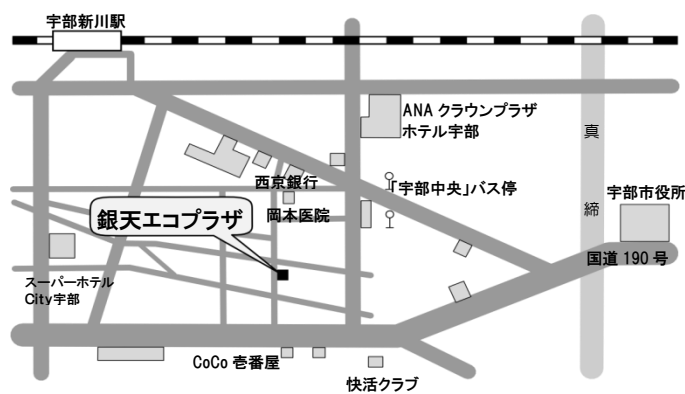 宇部新川駅
ANA クラウンプラザ
ホテル宇部
真
締
西京銀行
「宇部中央」バス停
宇部市役所
岡本医院
銀天エコプラザ
国道 190 号
スーパーホテル
City宇部
CoCo 壱番屋
快活クラブ